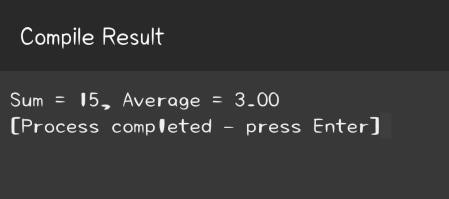 Compile Result
Sum = 15, Average = 3.00
[Process completed - press Enter]